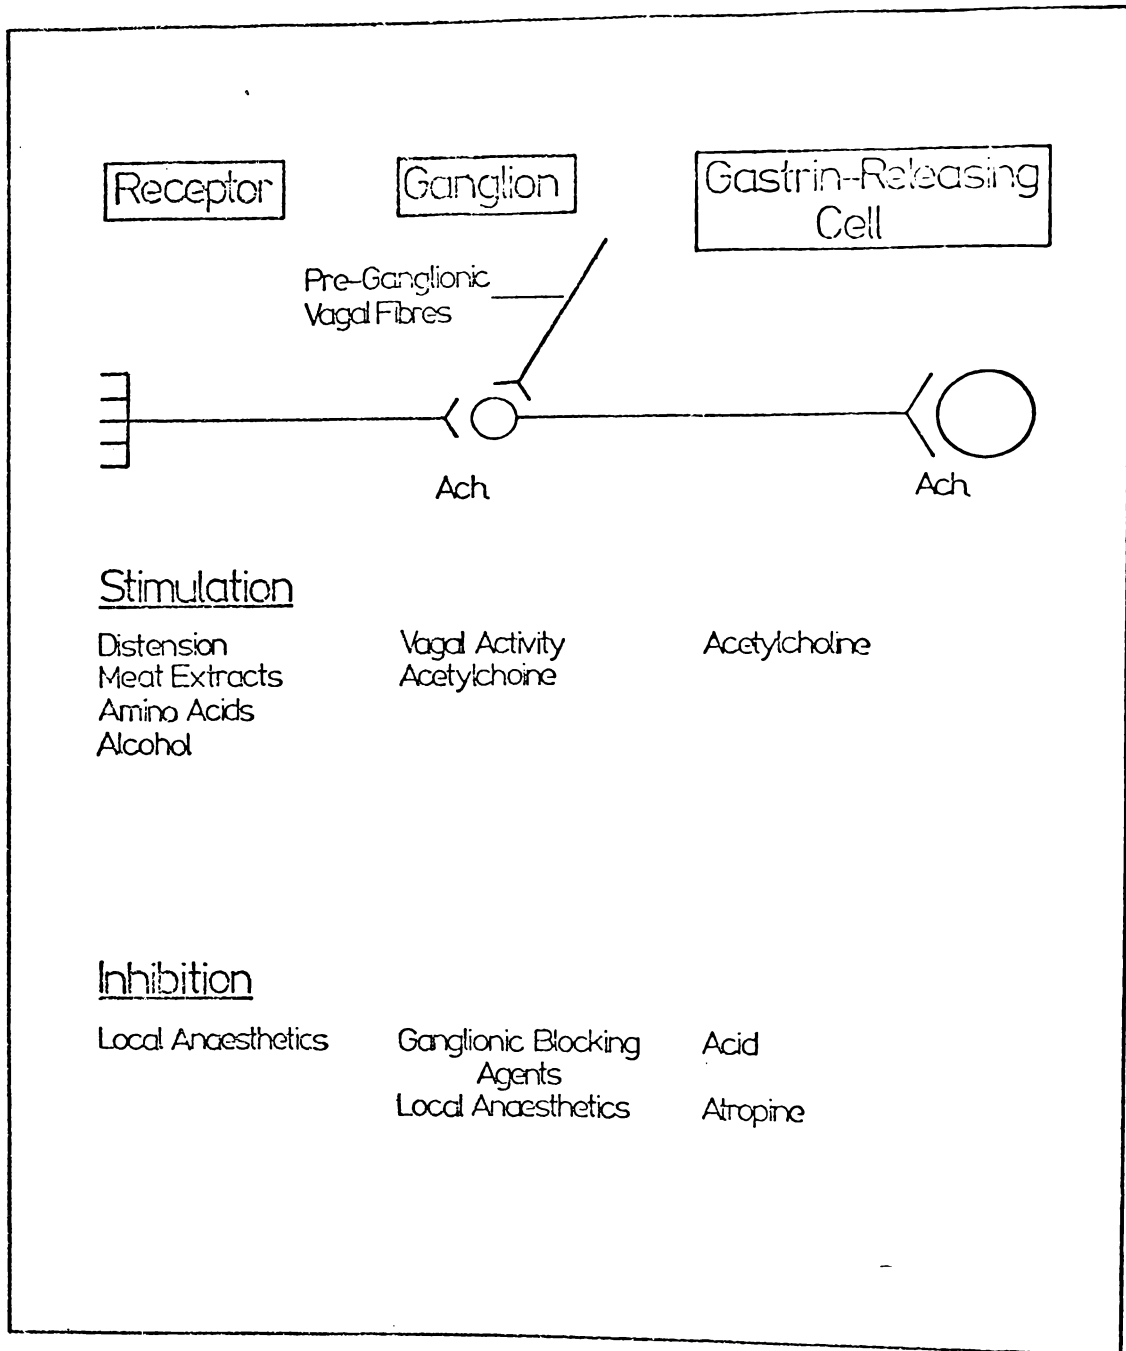 Receptor
Ganglion
Gastrin-Releasing
Cell
Pre-Ganglionic
Vagal Fibres
Ach
Ach
Stimulation
Distension
Meat Extracts
Amino Acids
Alcohol
Vagal Activity
Acetylchoine
Acetylcholine
Inhibition
Local Anaesthetics
Ganglionic Blocking
Agents
Local Anaesthetics
Acid
Atropine